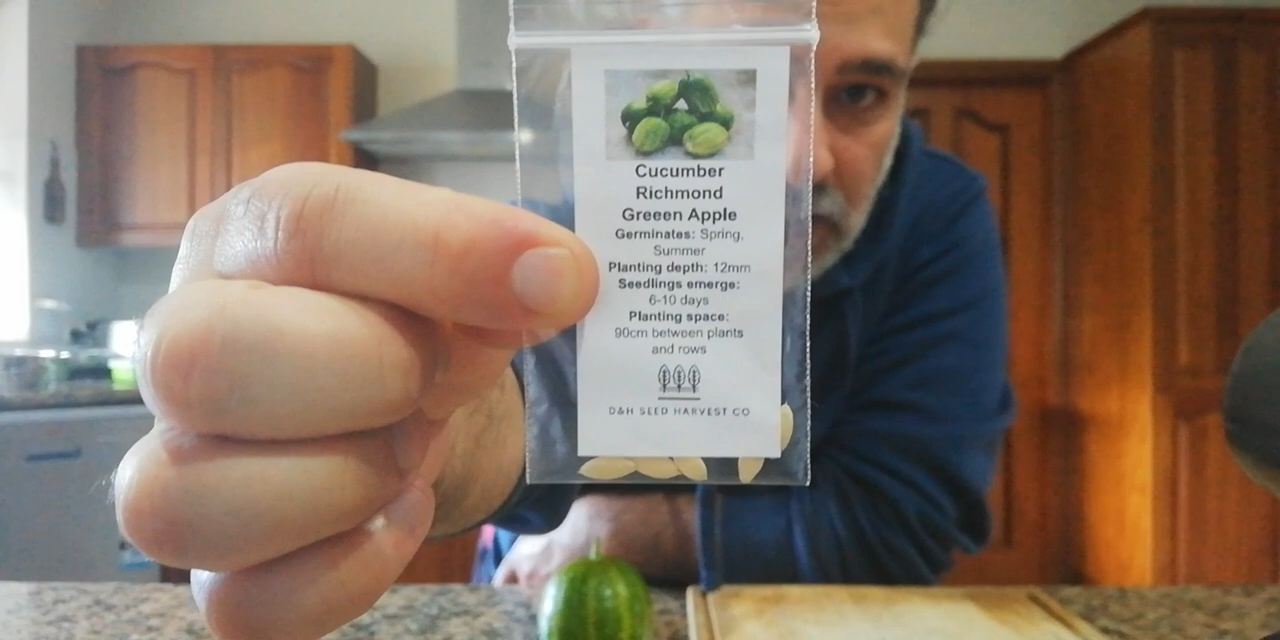 Cucumber
Richmond
Greeen Apple
Germinates: Spring,
Summer
Planting depth: 12mm
Seedlings emerge:
6-10 days
Planting space:
90cm between plants
and rows
D&H SEED HARVEST CO